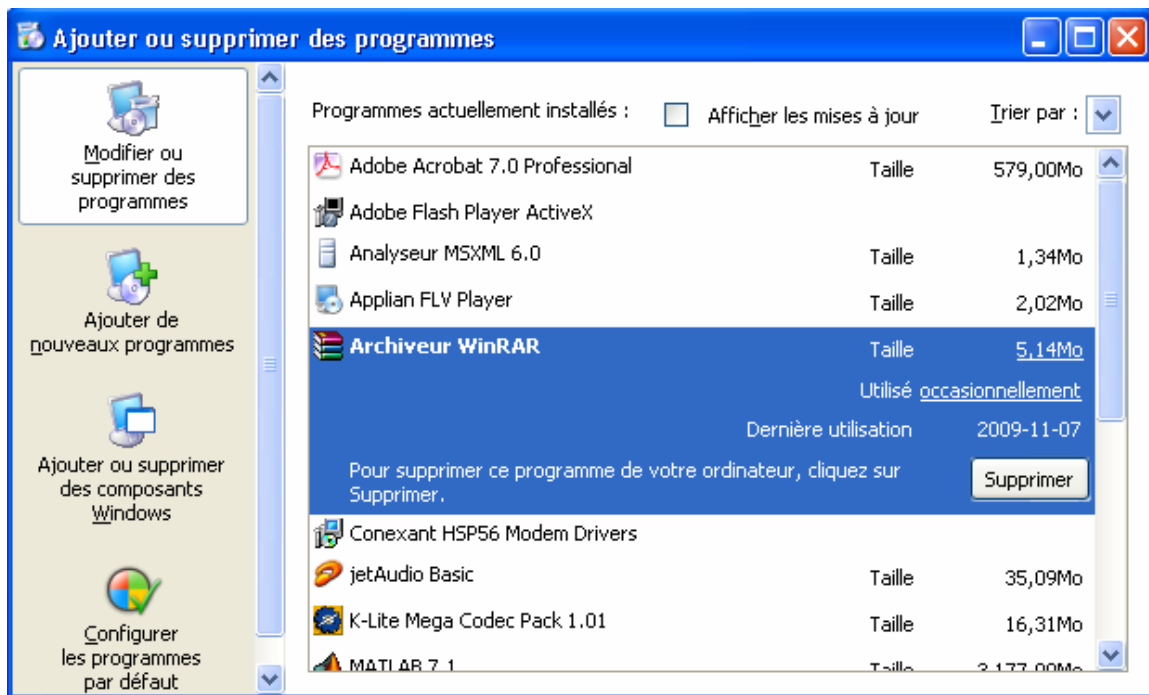 Ajouter ou supprimer des programmes
Modifier ou
supprimer des
programmes
Ajouter de
nouveaux programmes
Ajouter ou supprimer
des composants
Windows
Configurer
les programmes
par défaut
Programmes actuellement installés : Afficher les mises à jour Trier par :
Adobe Acrobat 7.0 Professional Taille 579,00Mo
Adobe Flash Player ActiveX
Analyseur MSXML 6.0 Taille 1,34Mo
Applian FLV Player Taille 2,02Mo
Archiveur WinRAR Taille 5,14Mo
Utilisé occasionnellement
Dernière utilisation 2009-11-07
Pour supprimer ce programme de votre ordinateur, cliquez sur
Supprimer.
Supprimer
Conexant HSP56 Modem Drivers
jetAudio Basic Taille 35,09Mo
K-Lite Mega Codec Pack 1.01 Taille 16,31Mo
MATLAB 7.1 Taille 3 177,00Mo